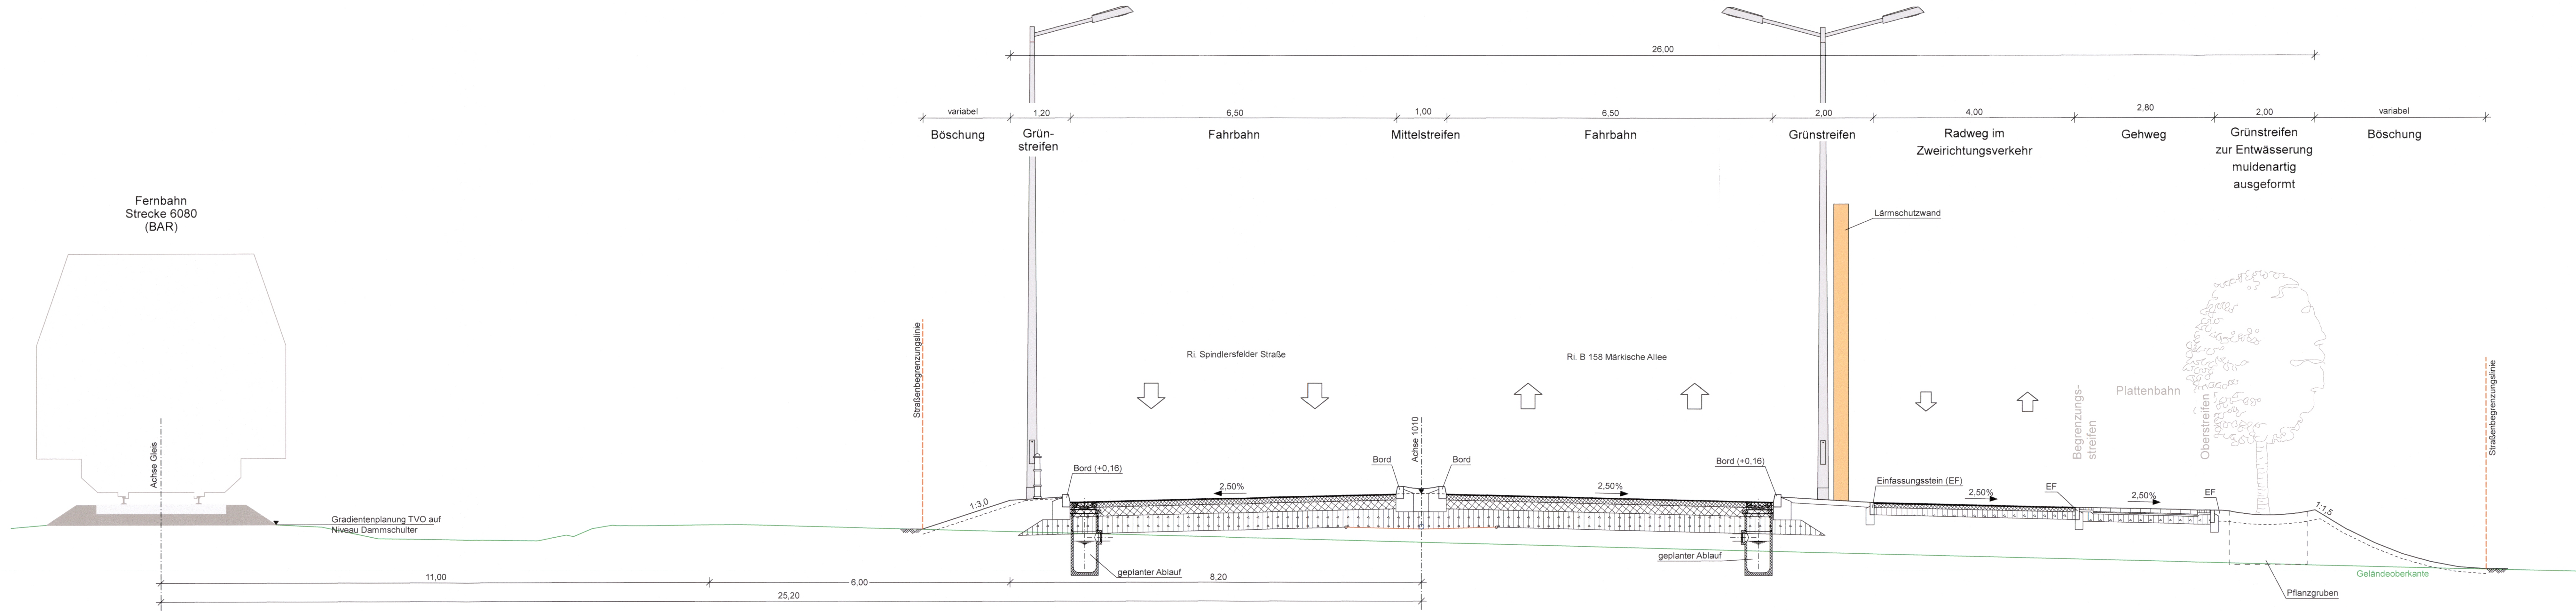 26,00
variabel
1,20
6,50
1,00
6,50
2,00
4,00
2,80
2,00
variabel
Böschung
Grün-
streifen
Fahrbahn
Mittelstreifen
Fahrbahn
Grünstreifen
Radweg im
Zweirichtungsverkehr
Gehweg
Grünstreifen
zur Entwässerung
muldenartig
ausgeformt
Böschung
Fernbahn
Strecke 6080
(BAR)
Lärmschutzwand
Straßenbegrenzungslinie
Ri. Spindlersfelder Straße
Ri. B 158 Märkische Allee
Begrenzungs-
streifen
Plattenbahn
Oberstreifen
Straßenbegrenzungslinie
Achse Gleis
Achse 1010
Bord (+0,16)
Bord
Bord
Bord (+0,16)
Einfassungsstein (EF)
EF
EF
1:3,0
2,50%
2,50%
2,50%
2,50%
1:1,5
Gradientenplanung TVO auf
Niveau Dammschulter
geplanter Ablauf
geplanter Ablauf
Geländeoberkante
Pflanzgruben
11,00
6,00
8,20
25,20